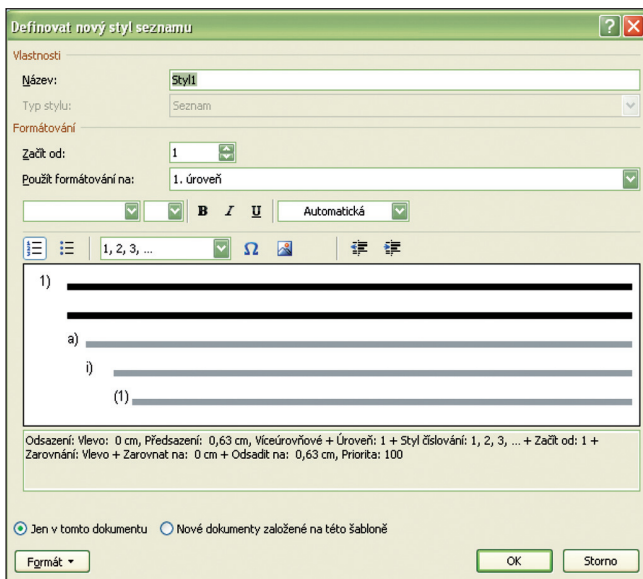 Definovat nový styl seznamu
Vlastnosti
Název: Styl1
Typ stylu: Seznam
Formátování
Začít od: 1
Použít formátování na: 1. úroveň
B I U Automatická
1, 2, 3, ... Ω
1)
a)
i)
(1)
Odsazení: Vlevo: 0 cm, Předsazení: 0,63 cm, Víceúrovňové + Úroveň: 1 + Styl číslování: 1, 2, 3, ... + Začít od: 1 +
Zarovnání: Vlevo + Zarovnat na: 0 cm + Odsadit na: 0,63 cm, Priorita: 100
Jen v tomto dokumentu Nové dokumenty založené na této šabloně
Formát OK Storno